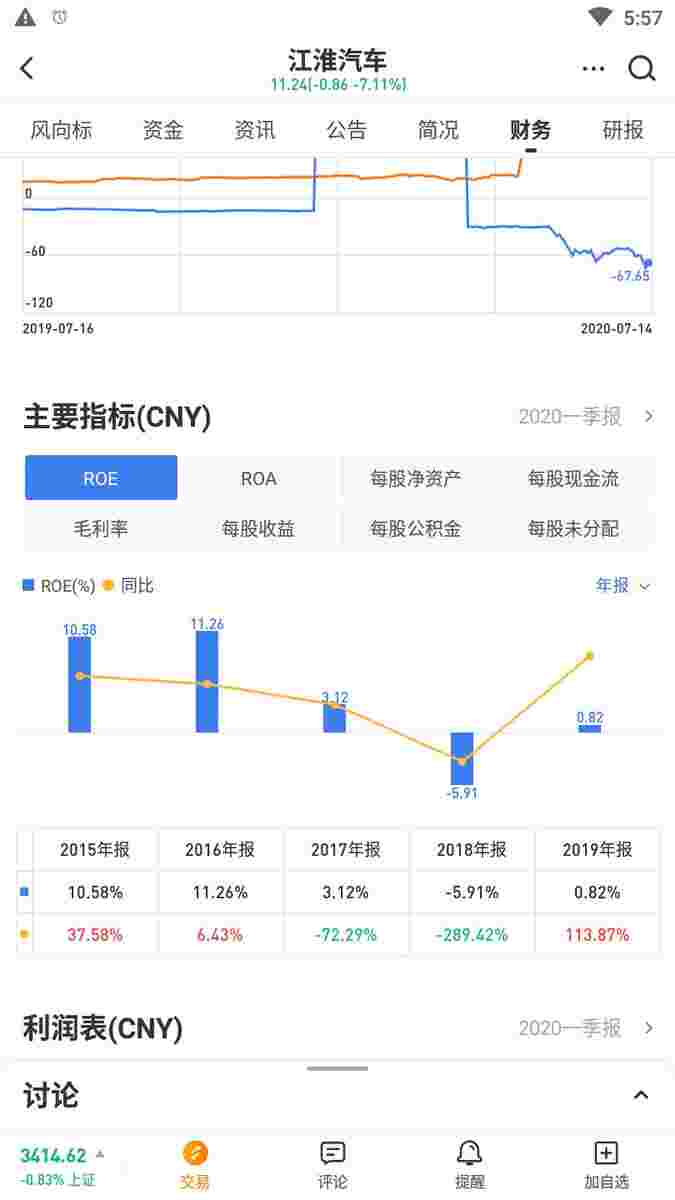 5:57
江淮汽车
11.24(-0.86 -7.11%)
风向标 资金 资讯 公告 简况 财务 研报
0
-60
-67.65
-120
2019-07-16 2020-07-14
主要指标(CNY) 2020一季报
ROE ROA 每股净资产 每股现金流
毛利率 每股收益 每股公积金 每股未分配
ROE(%) 同比 年报
10.58 11.26 3.12 -5.91 0.82
2015年报 2016年报 2017年报 2018年报 2019年报
10.58% 11.26% 3.12% -5.91% 0.82%
37.58% 6.43% -72.29% -289.42% 113.87%
利润表(CNY) 2020一季报
讨论
3414.62
-0.83% 上证
交易 评论 提醒 加自选